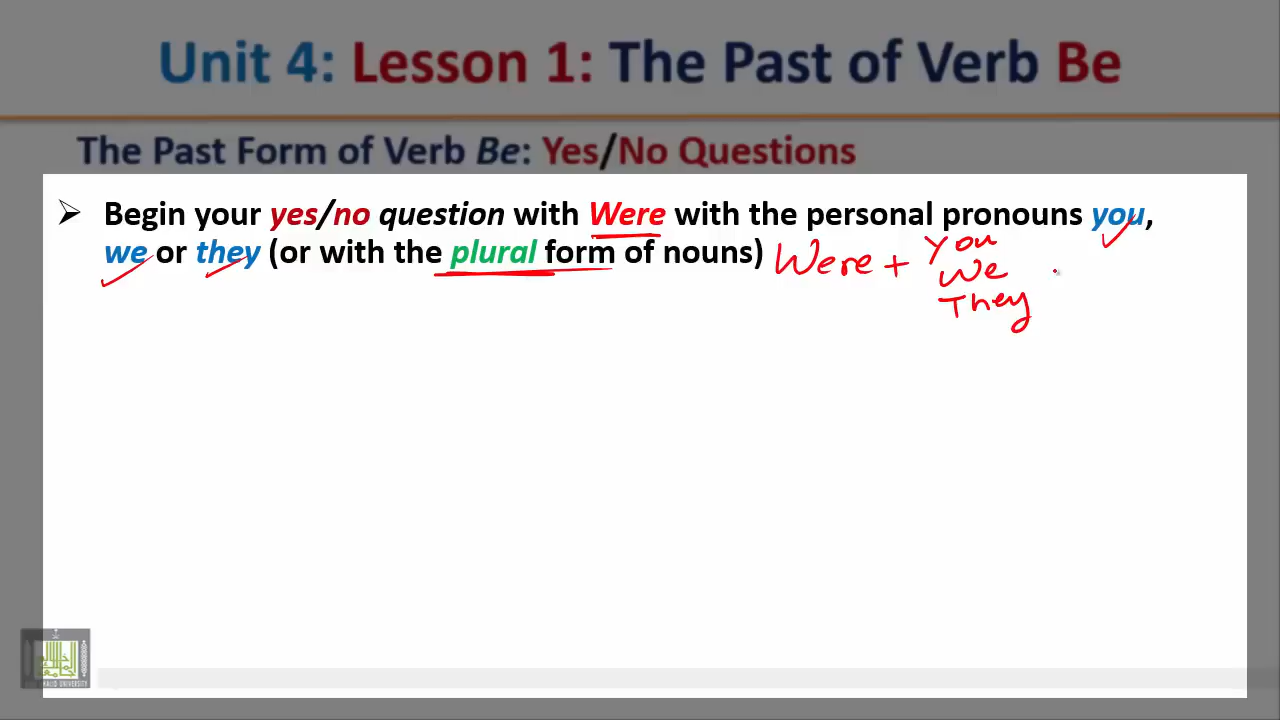 Unit 4: Lesson 1: The Past of Verb Be
The Past Form of Verb Be: Yes/No Questions
➢ Begin your yes/no question with Were with the personal pronouns you,
we or they (or with the plural form of nouns)
Were + You
We
They